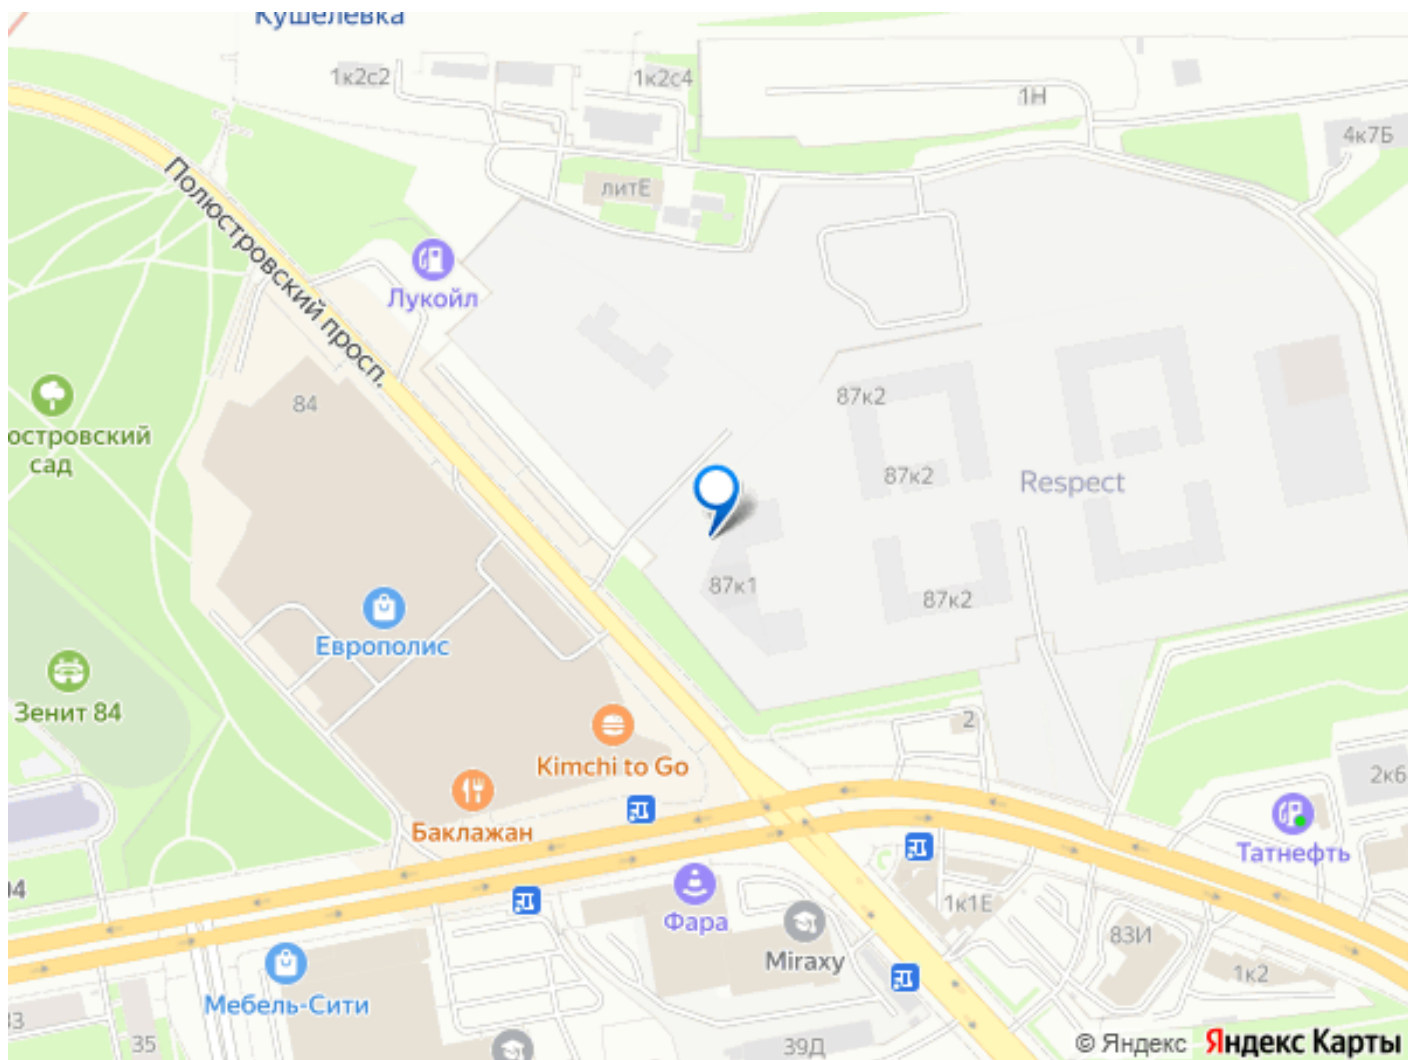 Кушелевка
1к2с2
1к2с4
1Н
4к7Б
Полюстровский просп.
литЕ
Лукойл
84
87к2
островский
сад
87к2
Respect
87к1
87к2
Европолис
Зенит 84
2
Kimchi to Go
2к6
Баклажан
Татнефть
04
Фара
1к1Е
83И
Miraxy
1к2
Мебель-Сити
33
35
39Д
© Яндекс Яндекс Карты